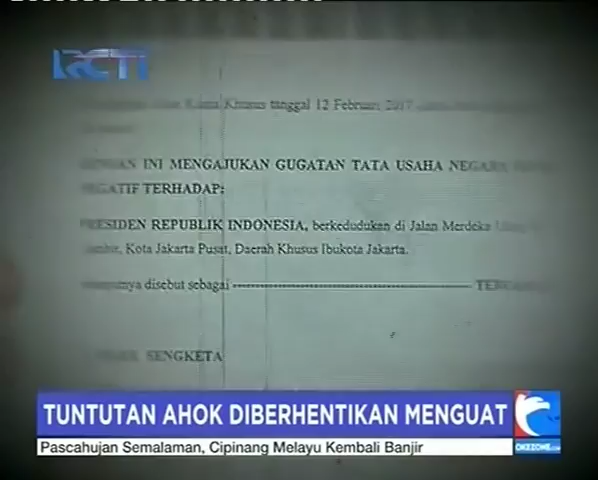 RCTI
Kuasa Khusus tanggal 12 Februari 2017
INI MENGAJUKAN GUGATAN TATA USAHA NEGARA
TERHADAP:
PRESIDEN REPUBLIK INDONESIA, berkedudukan di Jalan Merdeka
Kota Jakarta Pusat, Daerah Khusus Ibukota Jakarta.
disebut sebagai
SENGKETA
TUNTUTAN AHOK DIBERHENTIKAN MENGUAT
OKEZONE.COM
Pascahujan Semalaman, Cipinang Melayu Kembali Banjir